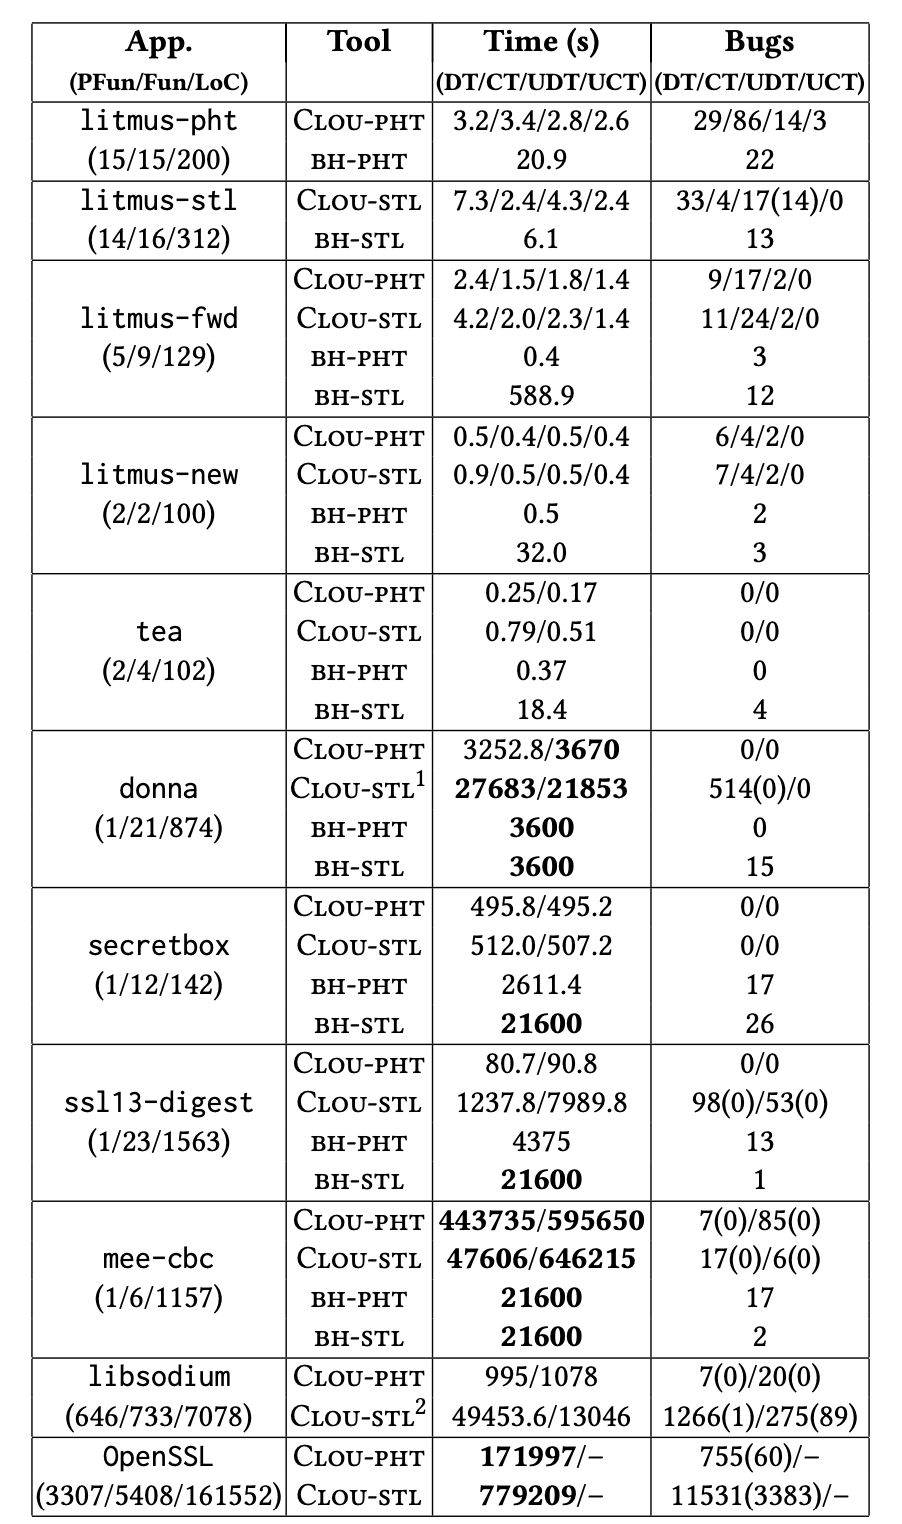 App. Tool Time (s) Bugs
(PFun/Fun/LoC) (DT/CT/UDT/UCT) (DT/CT/UDT/UCT)
litmus-pht CLOU-PHT 3.2/3.4/2.8/2.6 29/86/14/3
(15/15/200) BH-PHT 20.9 22
litmus-stl CLOU-STL 7.3/2.4/4.3/2.4 33/4/17(14)/0
(14/16/312) BH-STL 6.1 13
CLOU-PHT 2.4/1.5/1.8/1.4 9/17/2/0
litmus-fwd CLOU-STL 4.2/2.0/2.3/1.4 11/24/2/0
(5/9/129) BH-PHT 0.4 3
BH-STL 588.9 12
CLOU-PHT 0.5/0.4/0.5/0.4 6/4/2/0
litmus-new CLOU-STL 0.9/0.5/0.5/0.4 7/4/2/0
(2/2/100) BH-PHT 0.5 2
BH-STL 32.0 3
CLOU-PHT 0.25/0.17 0/0
tea CLOU-STL 0.79/0.51 0/0
(2/4/102) BH-PHT 0.37 0
BH-STL 18.4 4
CLOU-PHT 3252.8/3670 0/0
donna CLOU-STL¹ 27683/21853 514(0)/0
(1/21/874) BH-PHT 3600 0
BH-STL 3600 15
CLOU-PHT 495.8/495.2 0/0
secretbox CLOU-STL 512.0/507.2 0/0
(1/12/142) BH-PHT 2611.4 17
BH-STL 21600 26
CLOU-PHT 80.7/90.8 0/0
ssl13-digest CLOU-STL 1237.8/7989.8 98(0)/53(0)
(1/23/1563) BH-PHT 4375 13
BH-STL 21600 1
CLOU-PHT 443735/595650 7(0)/85(0)
mee-cbc CLOU-STL 47606/646215 17(0)/6(0)
(1/6/1157) BH-PHT 21600 17
BH-STL 21600 2
libsodium CLOU-PHT 995/1078 7(0)/20(0)
(646/733/7078) CLOU-STL² 49453.6/13046 1266(1)/275(89)
OpenSSL CLOU-PHT 171997/– 755(60)/–
(3307/5408/161552) CLOU-STL 779209/– 11531(3383)/–